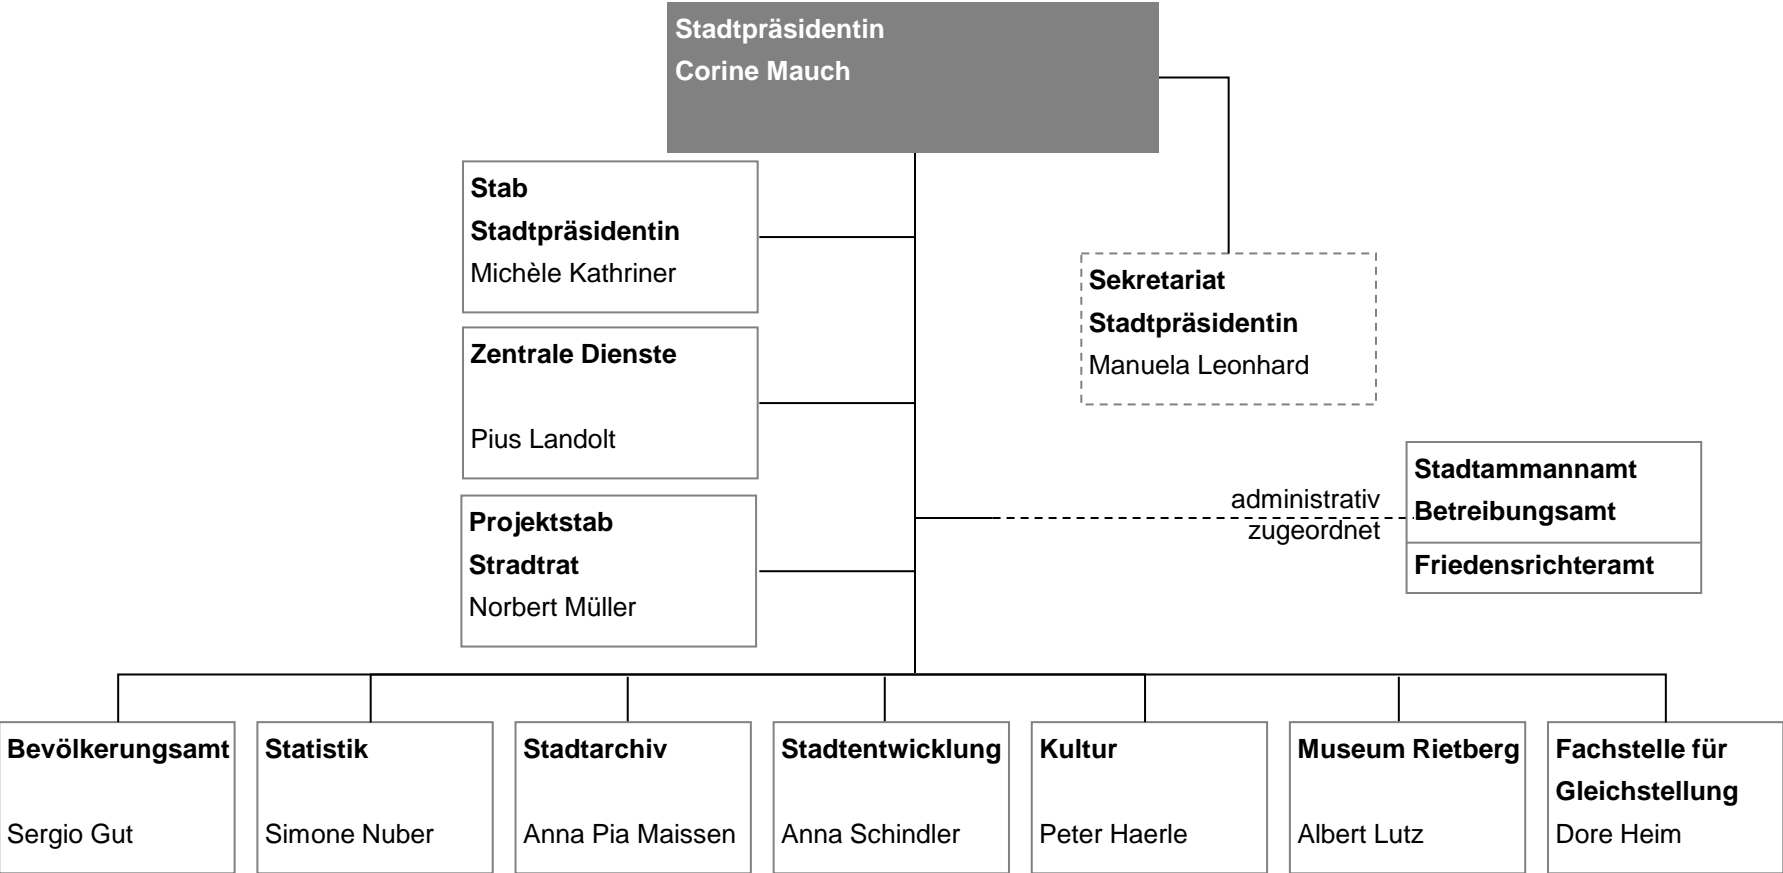 Stadtpräsidentin
Corine Mauch
Stab
Stadtpräsidentin
Michèle Kathriner
Sekretariat
Stadtpräsidentin
Manuela Leonhard
Zentrale Dienste
Pius Landolt
administrativ
zugeordnet
Stadtammannamt
Betreibungsamt
Friedensrichteramt
Projektstab
Stradtrat
Norbert Müller
Bevölkerungsamt
Sergio Gut
Statistik
Simone Nuber
Stadtarchiv
Anna Pia Maissen
Stadtentwicklung
Anna Schindler
Kultur
Peter Haerle
Museum Rietberg
Albert Lutz
Fachstelle für
Gleichstellung
Dore Heim